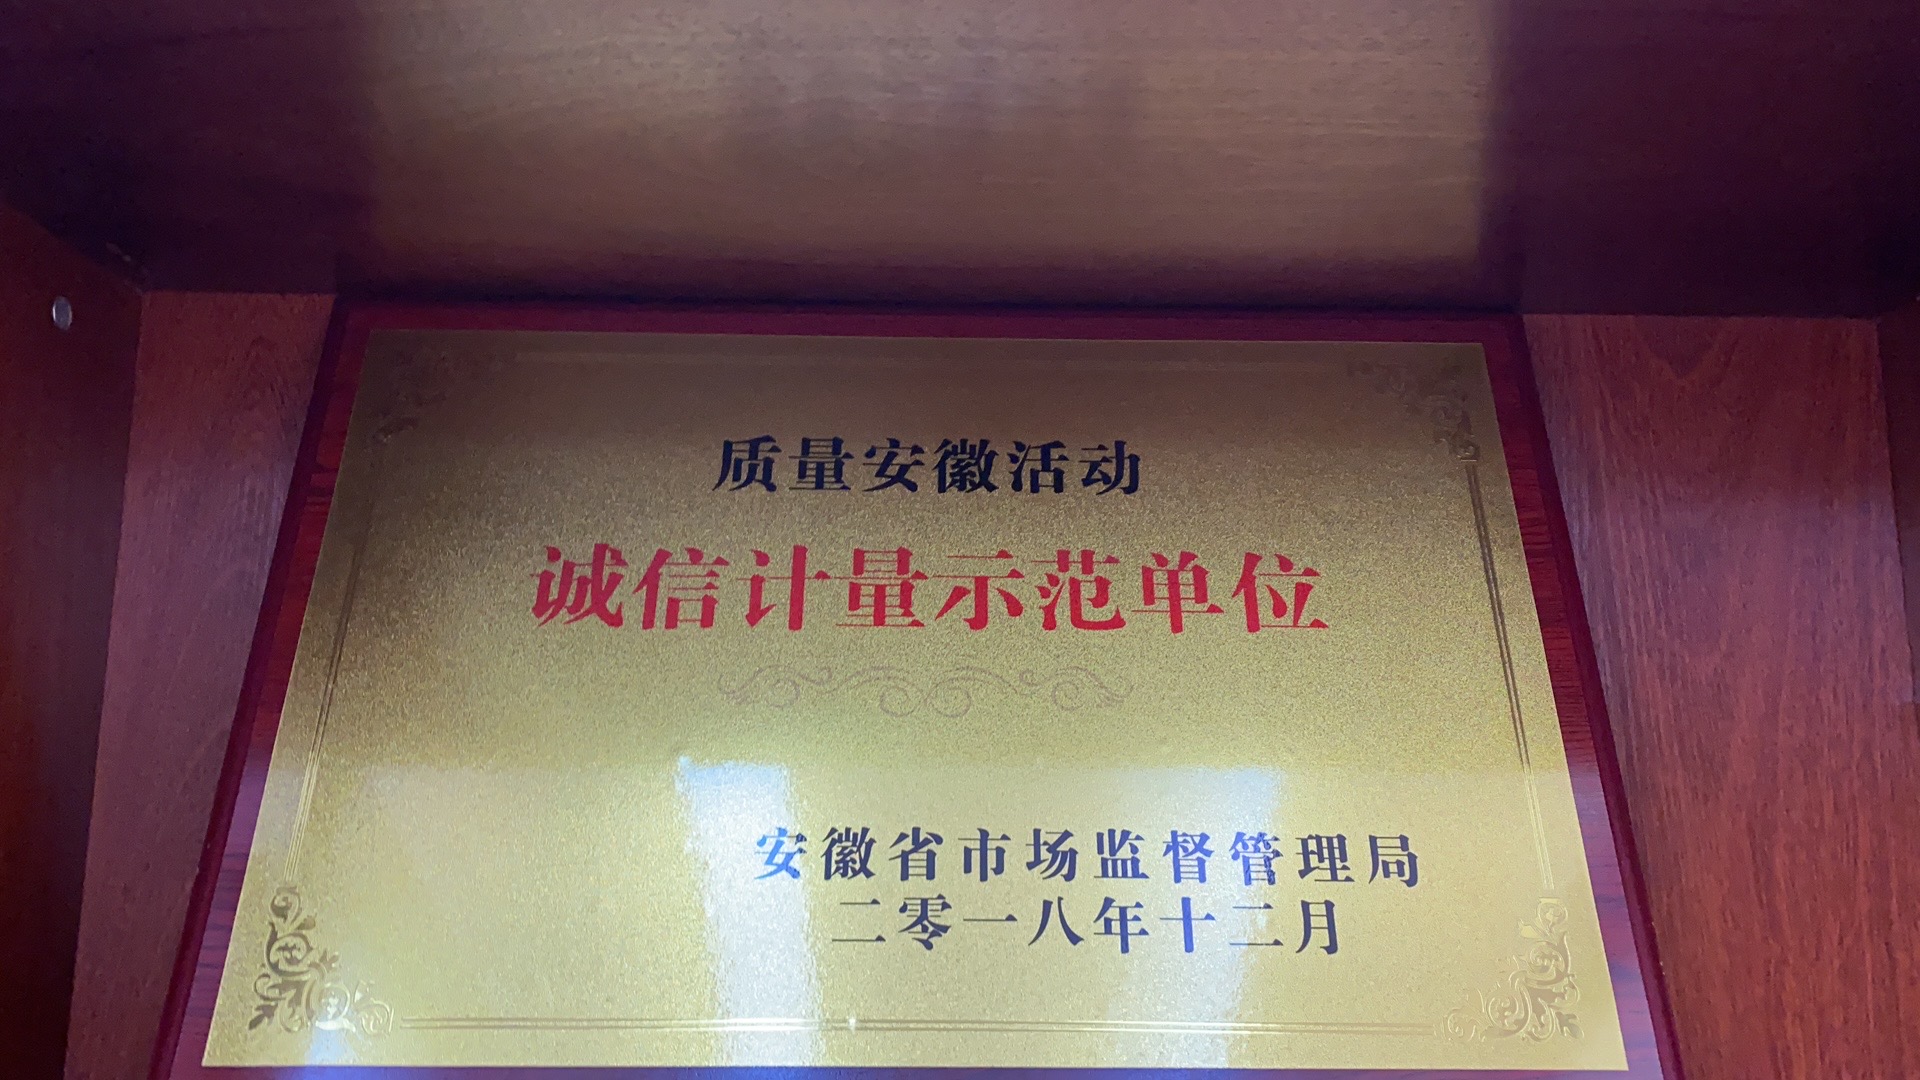 质量安徽活动
诚信计量示范单位
安徽省市场监督管理局
二零一八年十二月